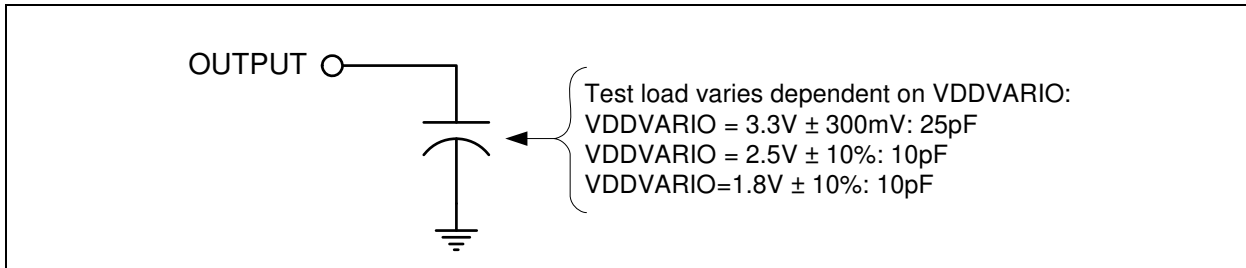 OUTPUT
Test load varies dependent on VDDVARIO:
VDDVARIO = 3.3V ± 300mV: 25pF
VDDVARIO = 2.5V ± 10%: 10pF
VDDVARIO=1.8V ± 10%: 10pF